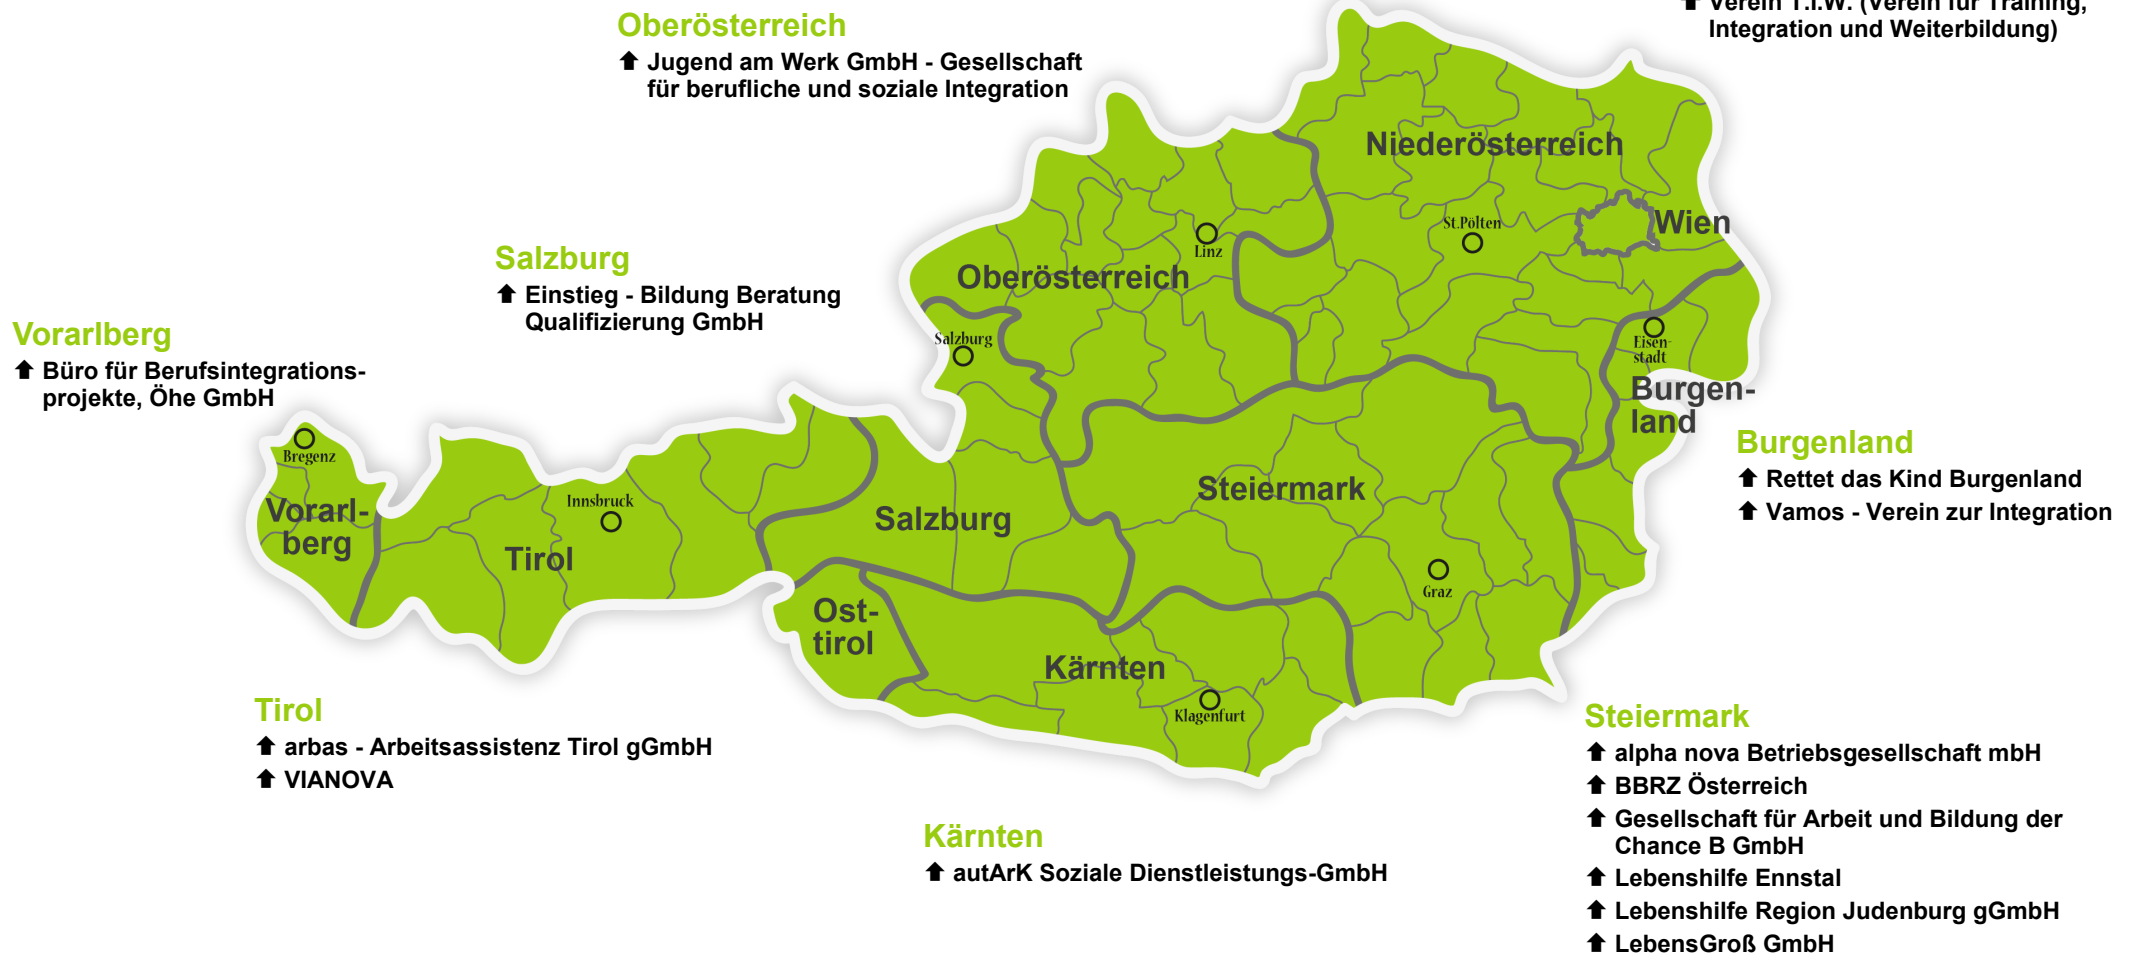 Verein T.I.W. (Verein für Training,
Integration und Weiterbildung)
Oberösterreich
Jugend am Werk GmbH - Gesellschaft
für berufliche und soziale Integration
Salzburg
Einstieg - Bildung Beratung
Qualifizierung GmbH
Vorarlberg
Büro für Berufsintegrations-
projekte, Öhe GmbH
Niederösterreich
St.Pölten
Wien
Linz
Oberösterreich
Salzburg
Eisen-
stadt
Burgen-
land
Bregenz
Vorarl-
berg
Innsbruck
Tirol
Salzburg
Steiermark
Graz
Ost-
tirol
Kärnten
Klagenfurt
Burgenland
Rettet das Kind Burgenland
Vamos - Verein zur Integration
Tirol
arbas - Arbeitsassistenz Tirol gGmbH
VIANOVA
Kärnten
autArK Soziale Dienstleistungs-GmbH
Steiermark
alpha nova Betriebsgesellschaft mbH
BBRZ Österreich
Gesellschaft für Arbeit und Bildung der
Chance B GmbH
Lebenshilfe Ennstal
Lebenshilfe Region Judenburg gGmbH
LebensGroß GmbH